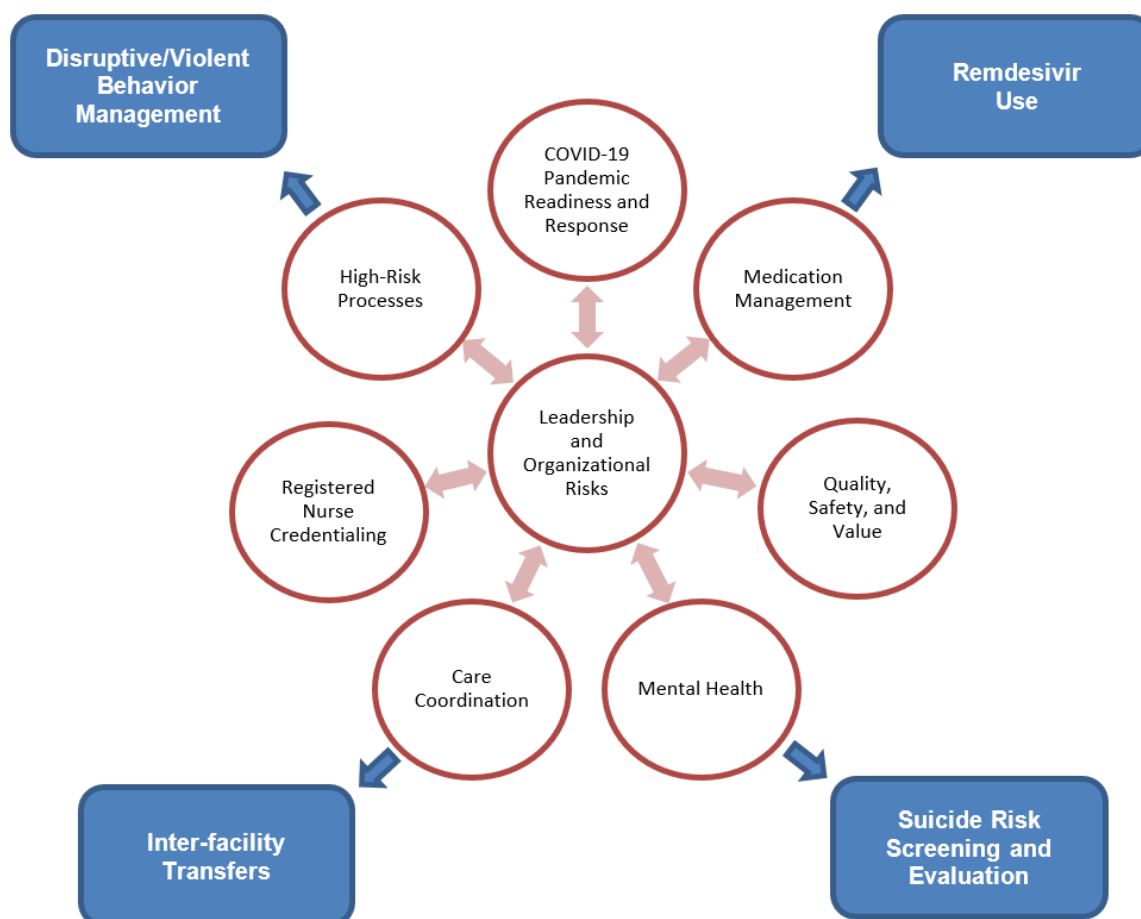 Disruptive/Violent
Behavior
Management
Remdesivir
Use
COVID-19
Pandemic
Readiness and
Response
High-Risk
Processes
Medication
Management
Leadership
and
Organizational
Risks
Registered
Nurse
Credentialing
Quality,
Safety, and
Value
Care
Coordination
Mental Health
Inter-facility
Transfers
Suicide Risk
Screening and
Evaluation